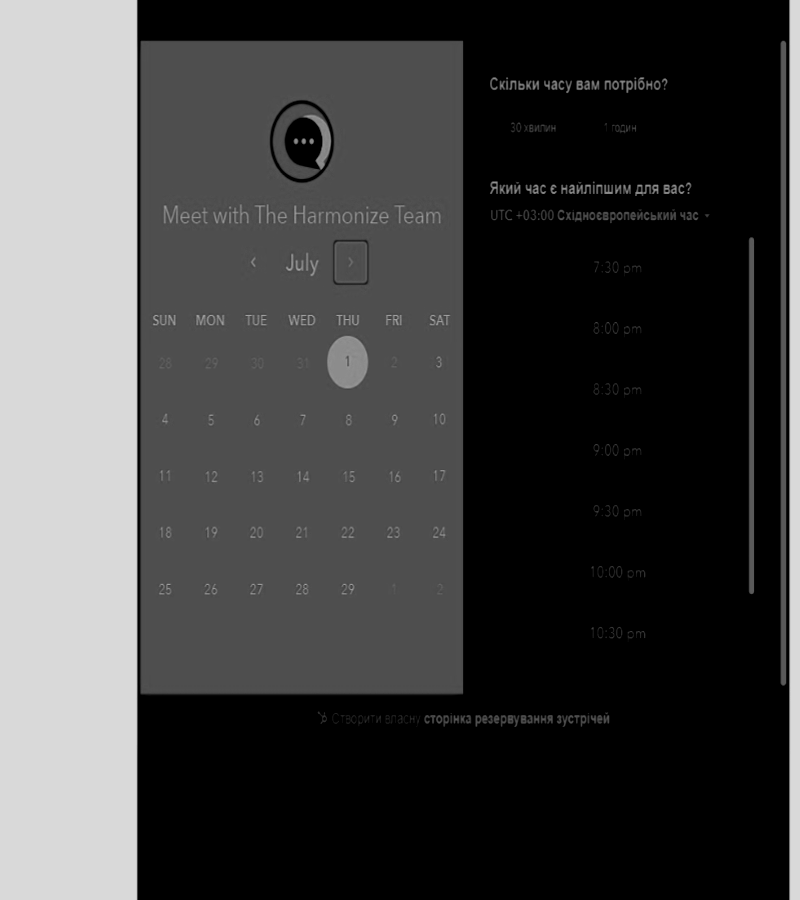 Meet with The Harmonize Team
‹ July ›
SUN MON TUE WED THU FRI SAT
28 29 30 31 1 2 3
4 5 6 7 8 9 10
11 12 13 14 15 16 17
18 19 20 21 22 23 24
25 26 27 28 29 1 2
Скільки часу вам потрібно?
30 хвилин 1 годин
Який час є найліпшим для вас?
UTC +03:00 Східноєвропейський час
7:30 pm
8:00 pm
8:30 pm
9:00 pm
9:30 pm
10:00 pm
10:30 pm
Створити власну сторінка резервування зустрічей